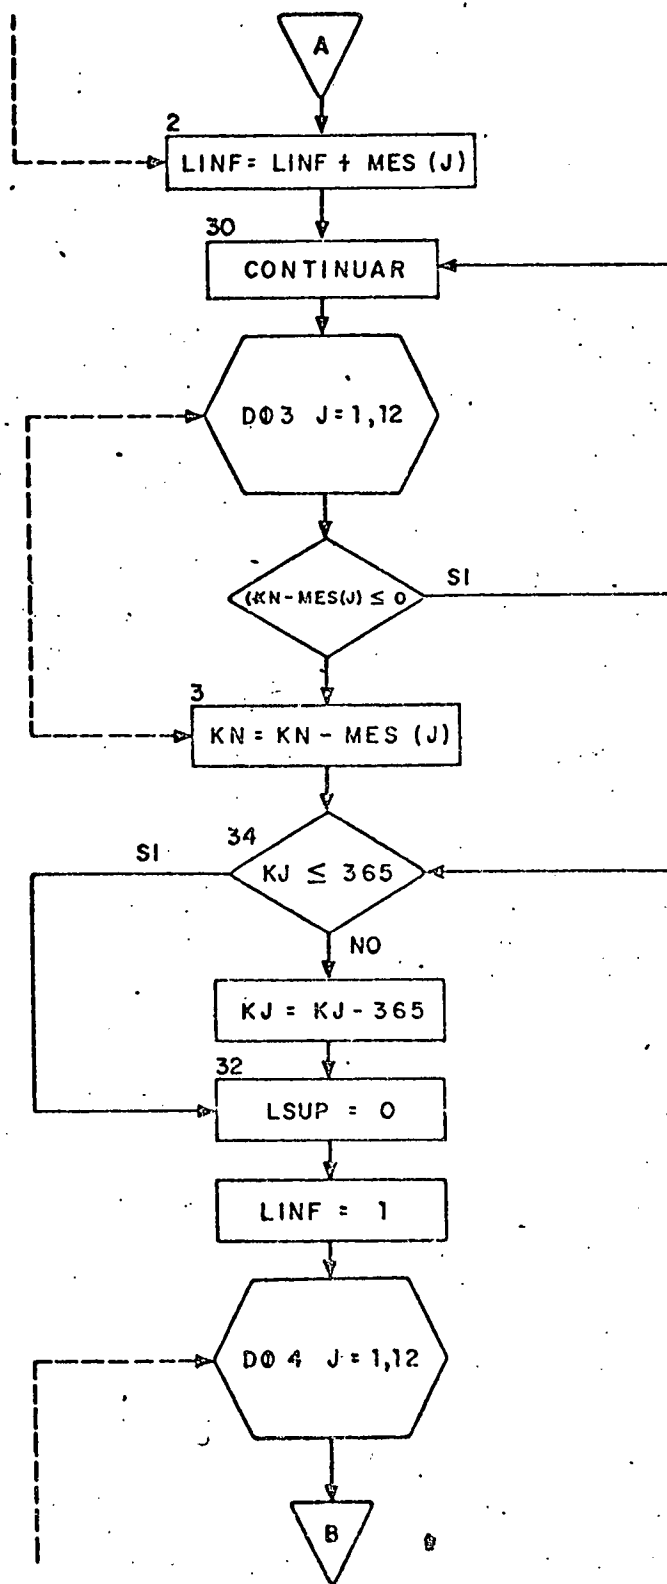 A
2
LINF= LINF + MES (J)
30
CONTINUAR
DO 3 J=1,12
(KN-MES(J) ≤ 0
SI
3
KN = KN - MES (J)
34
SI
KJ ≤ 365
NO
KJ = KJ - 365
32
LSUP = 0
LINF = 1
DO 4 J=1,12
B